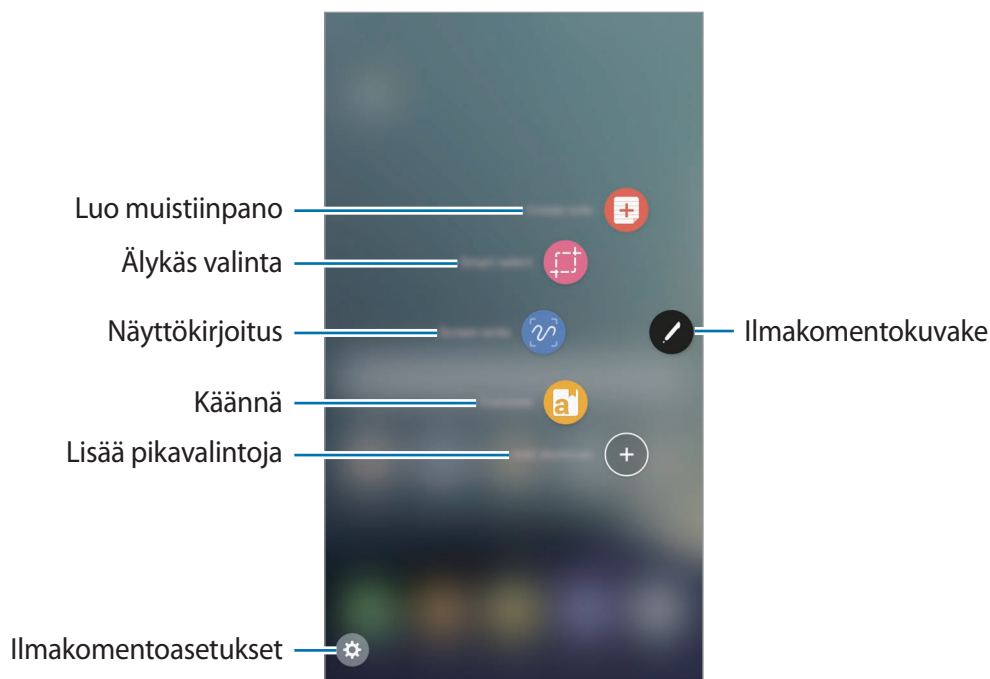 Luo muistiinpano
Älykäs valinta
Näyttökirjoitus
Ilmakomentokuvake
Käännä
a
Lisää pikavalintoja
Ilmakomentoasetukset